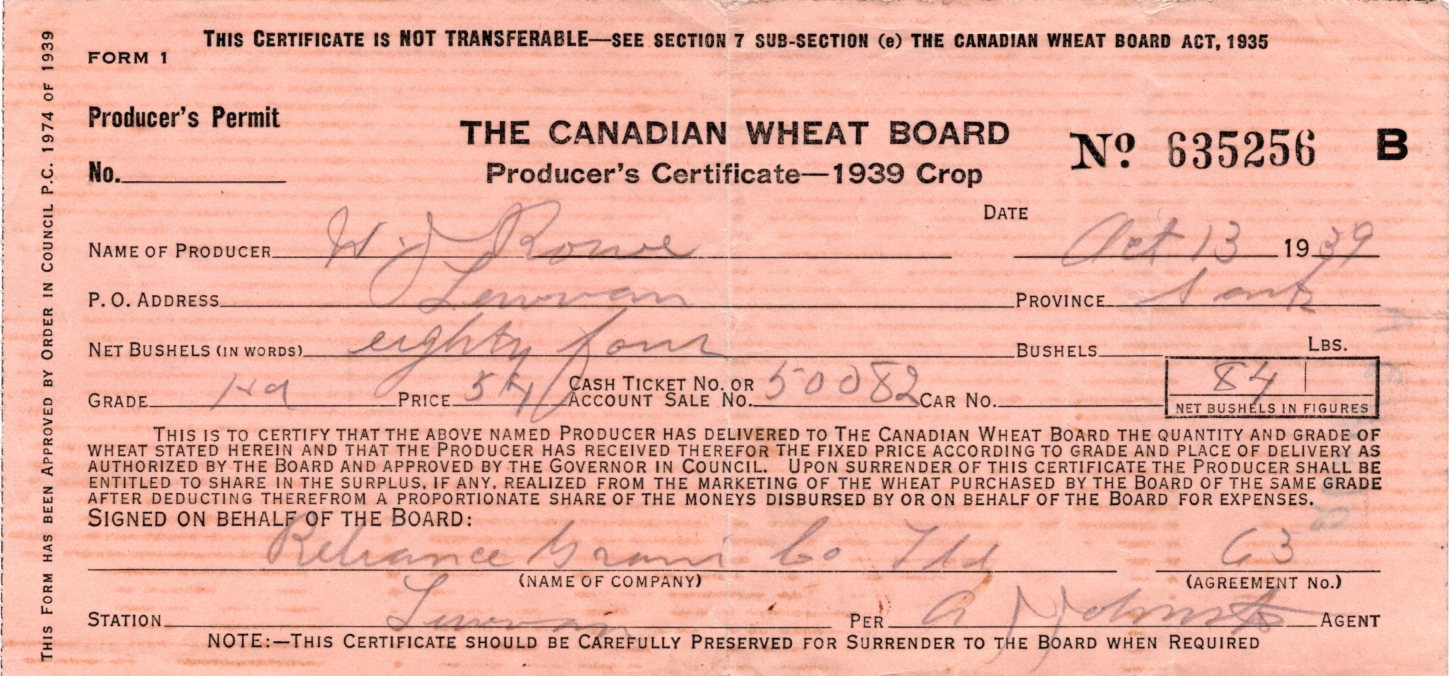 THIS CERTIFICATE IS NOT TRANSFERABLE—SEE SECTION 7 SUB-SECTION (e) THE CANADIAN WHEAT BOARD ACT, 1935
FORM 1
Producer's Permit
No.
THE CANADIAN WHEAT BOARD
Producer's Certificate—1939 Crop
Nº 635256 B
DATE Oct 13 1939
NAME OF PRODUCER W J Rowe
P. O. ADDRESS Lenovan PROVINCE
NET BUSHELS (IN WORDS) eighty four BUSHELS LBS.
GRADE PRICE 54 CASH TICKET NO. OR ACCOUNT SALE NO. 50082 CAR NO.
84
NET BUSHELS IN FIGURES
THIS IS TO CERTIFY THAT THE ABOVE NAMED PRODUCER HAS DELIVERED TO THE CANADIAN WHEAT BOARD THE QUANTITY AND GRADE OF
WHEAT STATED HEREIN AND THAT THE PRODUCER HAS RECEIVED THEREFOR THE FIXED PRICE ACCORDING TO GRADE AND PLACE OF DELIVERY AS
AUTHORIZED BY THE BOARD AND APPROVED BY THE GOVERNOR IN COUNCIL. UPON SURRENDER OF THIS CERTIFICATE THE PRODUCER SHALL BE
ENTITLED TO SHARE IN THE SURPLUS, IF ANY, REALIZED FROM THE MARKETING OF THE WHEAT PURCHASED BY THE BOARD OF THE SAME GRADE
AFTER DEDUCTING THEREFROM A PROPORTIONATE SHARE OF THE MONEYS DISBURSED BY OR ON BEHALF OF THE BOARD FOR EXPENSES.
SIGNED ON BEHALF OF THE BOARD:
Reliance Grain Co Ltd 63
(NAME OF COMPANY) (AGREEMENT NO.)
STATION Lenovan PER AGENT
NOTE:—THIS CERTIFICATE SHOULD BE CAREFULLY PRESERVED FOR SURRENDER TO THE BOARD WHEN REQUIRED
THIS FORM HAS BEEN APPROVED BY ORDER IN COUNCIL P.C. 1974 OF 1939